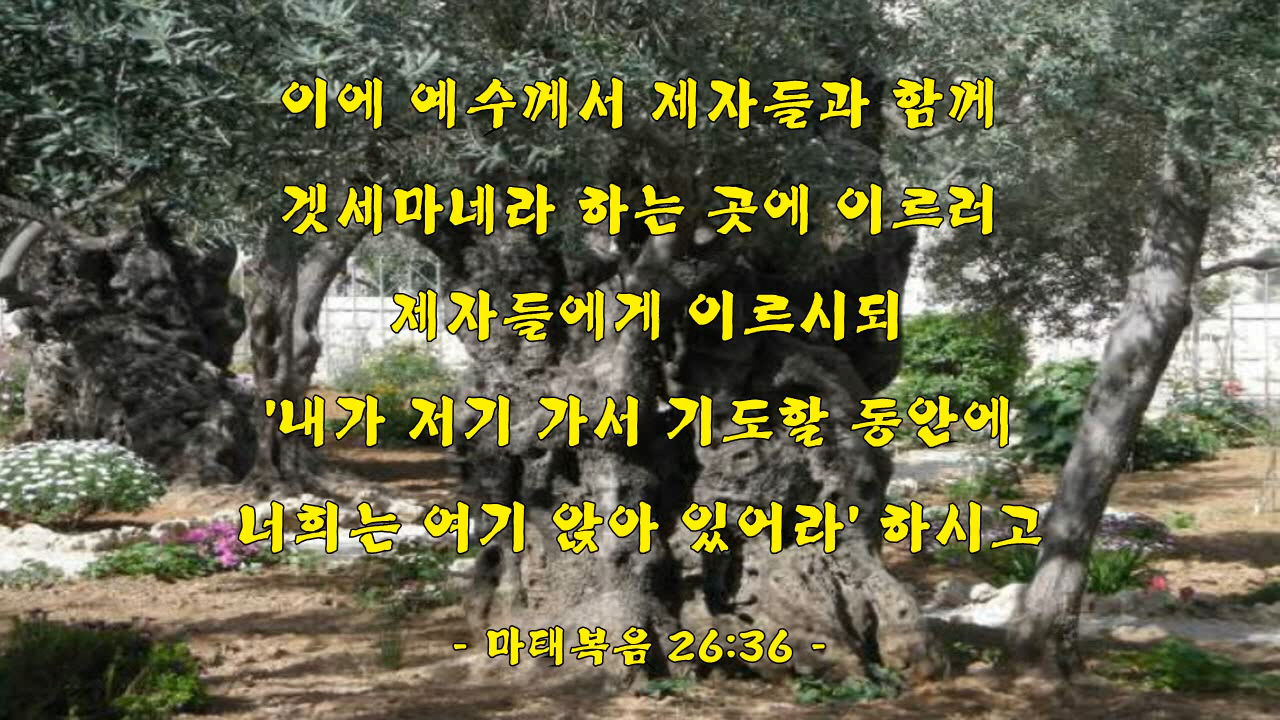 이에 예수께서 제자들과 함께
겟세마네라 하는 곳에 이르러
제자들에게 이르시되
'내가 저기 가서 기도할 동안에
너희는 여기 앉아 있어라' 하시고
- 마태복음 26:36 -